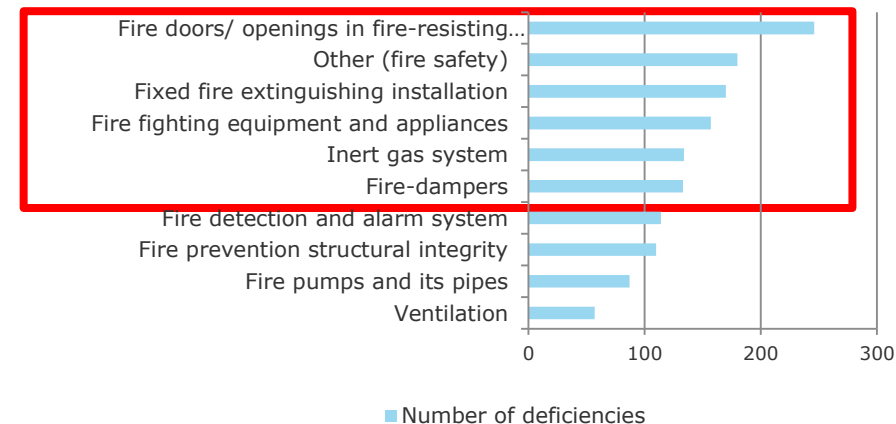 Fire doors/ openings in fire-resisting…
Other (fire safety)
Fixed fire extinguishing installation
Fire fighting equipment and appliances
Inert gas system
Fire-dampers
Fire detection and alarm system
Fire prevention structural integrity
Fire pumps and its pipes
Ventilation
0 100 200 300
Number of deficiencies